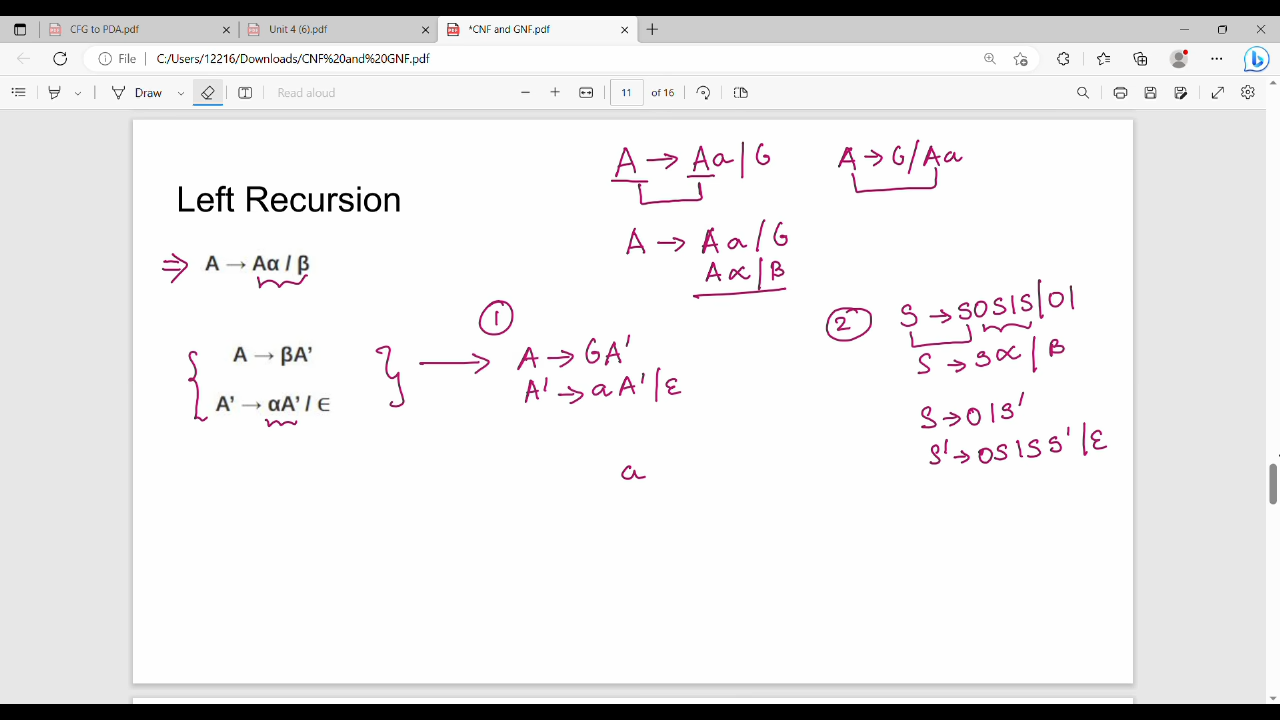 CFG to PDA.pdf
Unit 4 (6).pdf
*CNF and GNF.pdf
File C:/Users/12216/Downloads/CNF%20and%20GNF.pdf
Draw
Read aloud
11 of 16
A → Aa | G
A → G / Aa
Left Recursion
A → Aa / G
Aα | β
⇒ A → Aα / β
①
A → βA’
A’ → αA’ / ∈
A → GA'
A' → aA' | ε
②
S → S0S1S | 01
S → Sα | β
S → 01S'
S' → 0S1SS' | ε
a